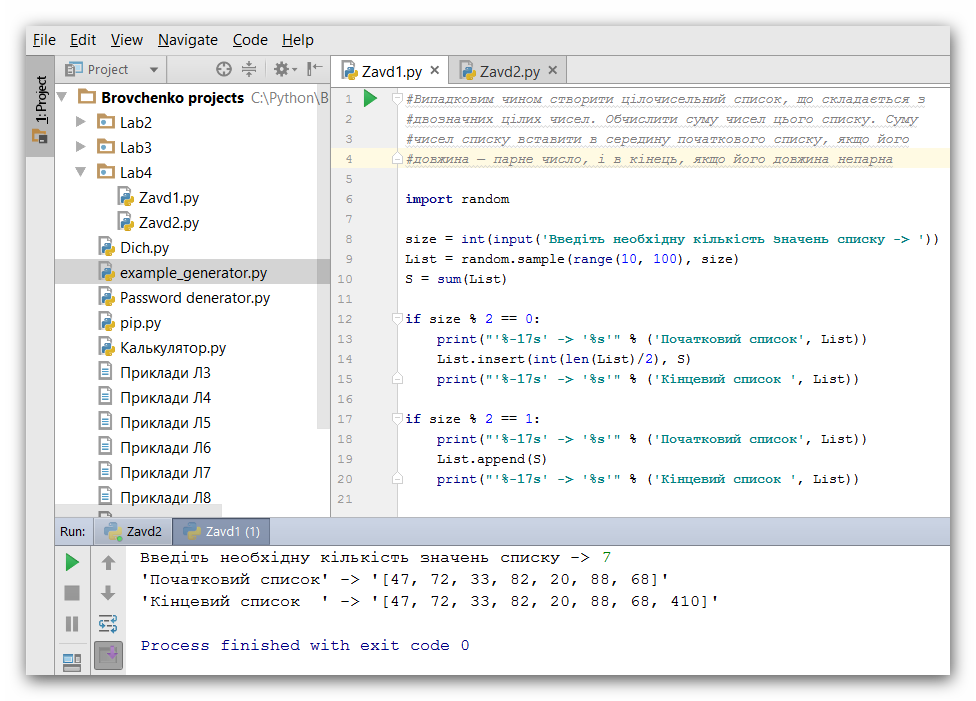 File Edit View Navigate Code Help
Project
Zavd1.py
Zavd2.py
1: Project
Brovchenko projects C:\Python\B
Lab2
Lab3
Lab4
Zavd1.py
Zavd2.py
Dich.py
example_generator.py
Password denerator.py
pip.py
Калькулятор.py
Приклади Л3
Приклади Л4
Приклади Л5
Приклади Л6
Приклади Л7
Приклади Л8
1 #Випадковим чином створити цілочисельний список, що складається з
2 #двозначних цілих чисел. Обчислити суму чисел цього списку. Суму
3 #чисел списку вставити в середину початкового списку, якщо його
4 #довжина — парне число, і в кінець, якщо його довжина непарна
5
6 import random
7
8 size = int(input('Введіть необхідну кількість значень списку -> '))
9 List = random.sample(range(10, 100), size)
10 S = sum(List)
11
12 if size % 2 == 0:
13 print("'%-17s' -> '%s'" % ('Початковий список', List))
14 List.insert(int(len(List)/2), S)
15 print("'%-17s' -> '%s'" % ('Кінцевий список ', List))
16
17 if size % 2 == 1:
18 print("'%-17s' -> '%s'" % ('Початковий список', List))
19 List.append(S)
20 print("'%-17s' -> '%s'" % ('Кінцевий список ', List))
21
Run: Zavd2 Zavd1 (1)
Введіть необхідну кількість значень списку -> 7
'Початковий список' -> '[47, 72, 33, 82, 20, 88, 68]'
'Кінцевий список  ' -> '[47, 72, 33, 82, 20, 88, 68, 410]'
Process finished with exit code 0